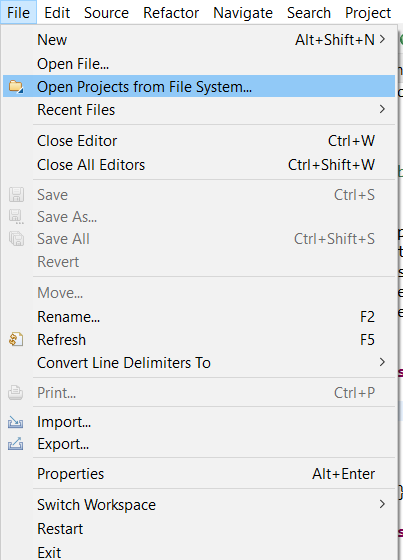 File Edit Source Refactor Navigate Search Project
New Alt+Shift+N >
Open File...
Open Projects from File System...
Recent Files >
Close Editor Ctrl+W
Close All Editors Ctrl+Shift+W
Save Ctrl+S
Save As...
Save All Ctrl+Shift+S
Revert
Move...
Rename... F2
Refresh F5
Convert Line Delimiters To >
Print... Ctrl+P
Import...
Export...
Properties Alt+Enter
Switch Workspace >
Restart
Exit